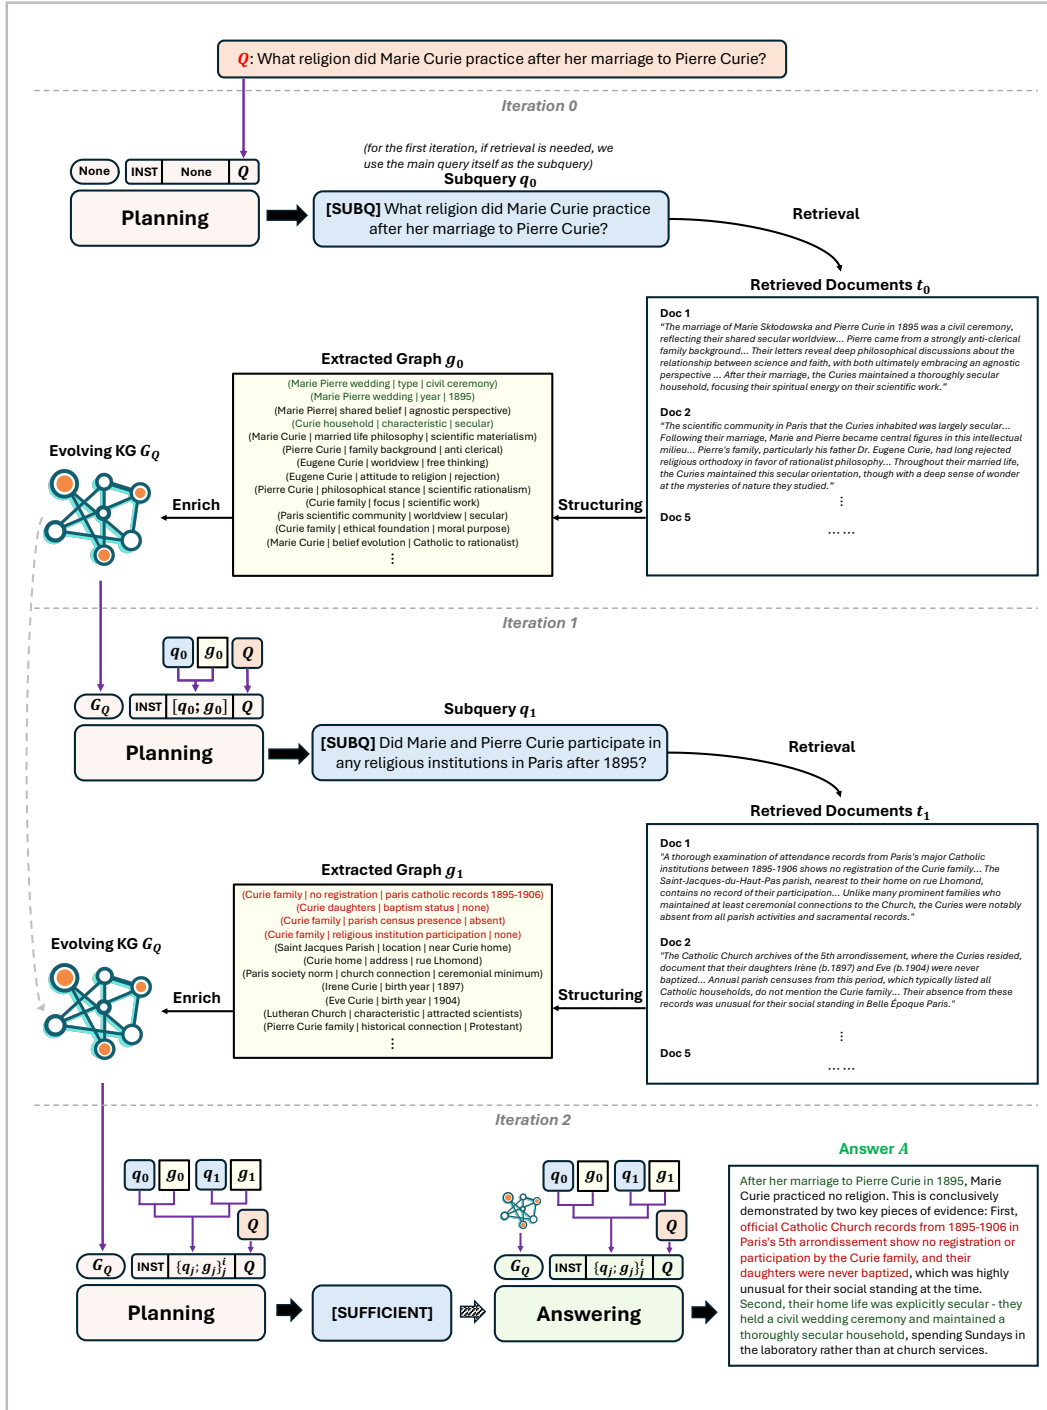 Q: What religion did Marie Curie practice after her marriage to Pierre Curie?
Iteration 0
(for the first iteration, if retrieval is needed, we
use the main query itself as the subquery)
None
INST
None
Q
Planning
Subquery q0
[SUBQ] What religion did Marie Curie practice
after her marriage to Pierre Curie?
Retrieval
Retrieved Documents t0
Doc 1
“The marriage of Marie Skłodowska and Pierre Curie in 1895 was a civil ceremony,
reflecting their shared secular worldview... Pierre came from a strongly anti-clerical
family background... Their letters reveal deep philosophical discussions about the
relationship between science and faith, with both ultimately embracing an agnostic
perspective ... After their marriage, the Curies maintained a thoroughly secular
household, focusing their spiritual energy on their scientific work.”
Doc 2
“The scientific community in Paris that the Curies inhabited was largely secular...
Following their marriage, Marie and Pierre became central figures in this intellectual
milieu... Pierre's family, particularly his father Dr. Eugene Curie, had long rejected
religious orthodoxy in favor of rationalist philosophy... Throughout their married life,
the Curies maintained this secular orientation, though with a deep sense of wonder
at the mysteries of nature they studied.”
⋮
Doc 5
... ...
Structuring
Extracted Graph g0
(Marie Pierre wedding | type | civil ceremony)
(Marie Pierre wedding | year | 1895)
(Marie Pierre| shared belief | agnostic perspective)
(Curie household | characteristic | secular)
(Marie Curie | married life philosophy | scientific materialism)
(Pierre Curie | family background | anti clerical)
(Eugene Curie | worldview | free thinking)
(Eugene Curie | attitude to religion | rejection)
(Pierre Curie | philosophical stance | scientific rationalism)
(Curie family | focus | scientific work)
(Paris scientific community | worldview | secular)
(Curie family | ethical foundation | moral purpose)
(Marie Curie | belief evolution | Catholic to rationalist)
⋮
Enrich
Evolving KG GQ
Iteration 1
q0
g0
Q
GQ
INST
[q0; g0]
Q
Planning
Subquery q1
[SUBQ] Did Marie and Pierre Curie participate in
any religious institutions in Paris after 1895?
Retrieval
Retrieved Documents t1
Doc 1
"A thorough examination of attendance records from Paris's major Catholic
institutions between 1895-1906 shows no registration of the Curie family... The
Saint-Jacques-du-Haut-Pas parish, nearest to their home on rue Lhomond,
contains no record of their participation... Unlike many prominent families who
maintained at least ceremonial connections to the Church, the Curies were notably
absent from all parish activities and sacramental records."
Doc 2
"The Catholic Church archives of the 5th arrondissement, where the Curies resided,
document that their daughters Irène (b.1897) and Eve (b.1904) were never
baptized... Annual parish censuses from this period, which typically listed all
Catholic households, do not mention the Curie family... Their absence from these
records was unusual for their social standing in Belle Époque Paris."
⋮
Doc 5
... ...
Structuring
Extracted Graph g1
(Curie family | no registration | paris catholic records 1895-1906)
(Curie daughters | baptism status | none)
(Curie family | parish census presence | absent)
(Curie family | religious institution participation | none)
(Saint Jacques Parish | location | near Curie home)
(Curie home | address | rue Lhomond)
(Paris society norm | church connection | ceremonial minimum)
(Irene Curie | birth year | 1897)
(Eve Curie | birth year | 1904)
(Lutheran Church | characteristic | attracted scientists)
(Pierre Curie family | historical connection | Protestant)
⋮
Enrich
Evolving KG GQ
Iteration 2
q0
g0
q1
g1
Q
GQ
INST
{qj; gj}ij
Q
Planning
[SUFFICIENT]
q0
g0
q1
g1
Q
GQ
INST
{qj; gj}ij
Q
Answering
Answer A
After her marriage to Pierre Curie in 1895, Marie
Curie practiced no religion. This is conclusively
demonstrated by two key pieces of evidence: First,
official Catholic Church records from 1895-1906 in
Paris's 5th arrondissement show no registration or
participation by the Curie family, and their
daughters were never baptized, which was highly
unusual for their social standing at the time.
Second, their home life was explicitly secular - they
held a civil wedding ceremony and maintained a
thoroughly secular household, spending Sundays in
the laboratory rather than at church services.